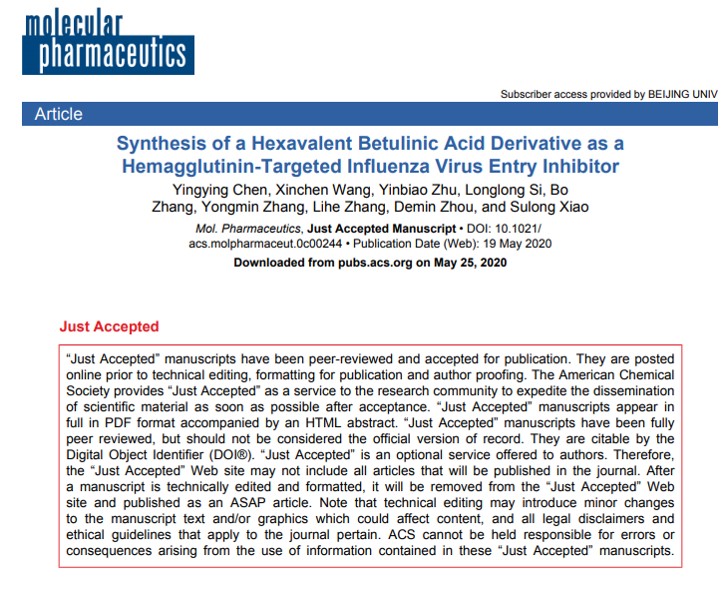 molecular
pharmaceutics
Subscriber access provided by BEIJING UNIV
Article
Synthesis of a Hexavalent Betulinic Acid Derivative as a
Hemagglutinin-Targeted Influenza Virus Entry Inhibitor
Yingying Chen, Xinchen Wang, Yinbiao Zhu, Longlong Si, Bo
Zhang, Yongmin Zhang, Lihe Zhang, Demin Zhou, and Sulong Xiao
Mol. Pharmaceutics, Just Accepted Manuscript • DOI: 10.1021/
acs.molpharmaceut.0c00244 • Publication Date (Web): 19 May 2020
Downloaded from pubs.acs.org on May 25, 2020
Just Accepted
“Just Accepted” manuscripts have been peer-reviewed and accepted for publication. They are posted
online prior to technical editing, formatting for publication and author proofing. The American Chemical
Society provides “Just Accepted” as a service to the research community to expedite the dissemination
of scientific material as soon as possible after acceptance. “Just Accepted” manuscripts appear in
full in PDF format accompanied by an HTML abstract. “Just Accepted” manuscripts have been fully
peer reviewed, but should not be considered the official version of record. They are citable by the
Digital Object Identifier (DOI®). “Just Accepted” is an optional service offered to authors. Therefore,
the “Just Accepted” Web site may not include all articles that will be published in the journal. After
a manuscript is technically edited and formatted, it will be removed from the “Just Accepted” Web
site and published as an ASAP article. Note that technical editing may introduce minor changes
to the manuscript text and/or graphics which could affect content, and all legal disclaimers and
ethical guidelines that apply to the journal pertain. ACS cannot be held responsible for errors or
consequences arising from the use of information contained in these “Just Accepted” manuscripts.